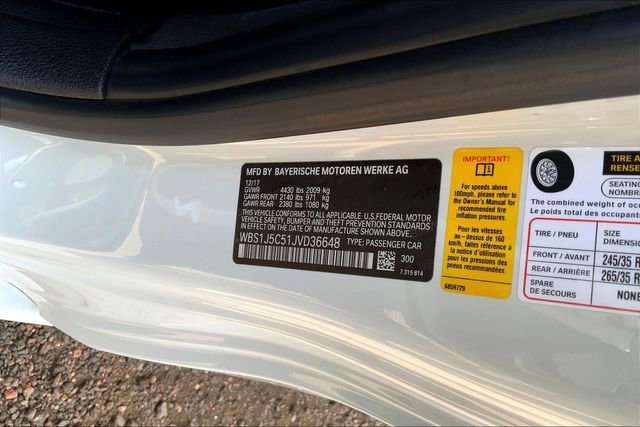 MFD BY BAYERISCHE MOTOREN WERKE AG
12/17
GVWR 4430 lbs 2009 kg
GAWR FRONT 2140 lbs 971 kg
GAWR REAR 2380 lbs 1080 kg
THIS VEHICLE CONFORMS TO ALL APPLICABLE U.S.FEDERAL MOTOR
VEHICLE SAFETY, BUMPER, AND THEFT PREVENTION STANDARDS
IN EFFECT ON THE DATE OF MANUFACTURE SHOWN ABOVE.
WBS1J5C51JVD36648 TYPE: PASSENGER CAR
300
7 315 814
IMPORTANT!
For speeds above
100mph, please refer to
the Owner's Manual for
recommended tire
inflation pressures.
Pour les vitesses
au-dessus de 160
km/h, faites référence
à la notice d'utilisation
pour les pressions des
pneus recommandée.
6859729
TIRE A
RENSE
SEATING
NOMBRE
The combined weight of oc
Le poids total des occupan
TIRE / PNEU
SIZE
DIMENS
FRONT / AVANT 245/35 R
REAR / ARRIÈRE 265/35 R
SPARE
DE SECOURS
NONE